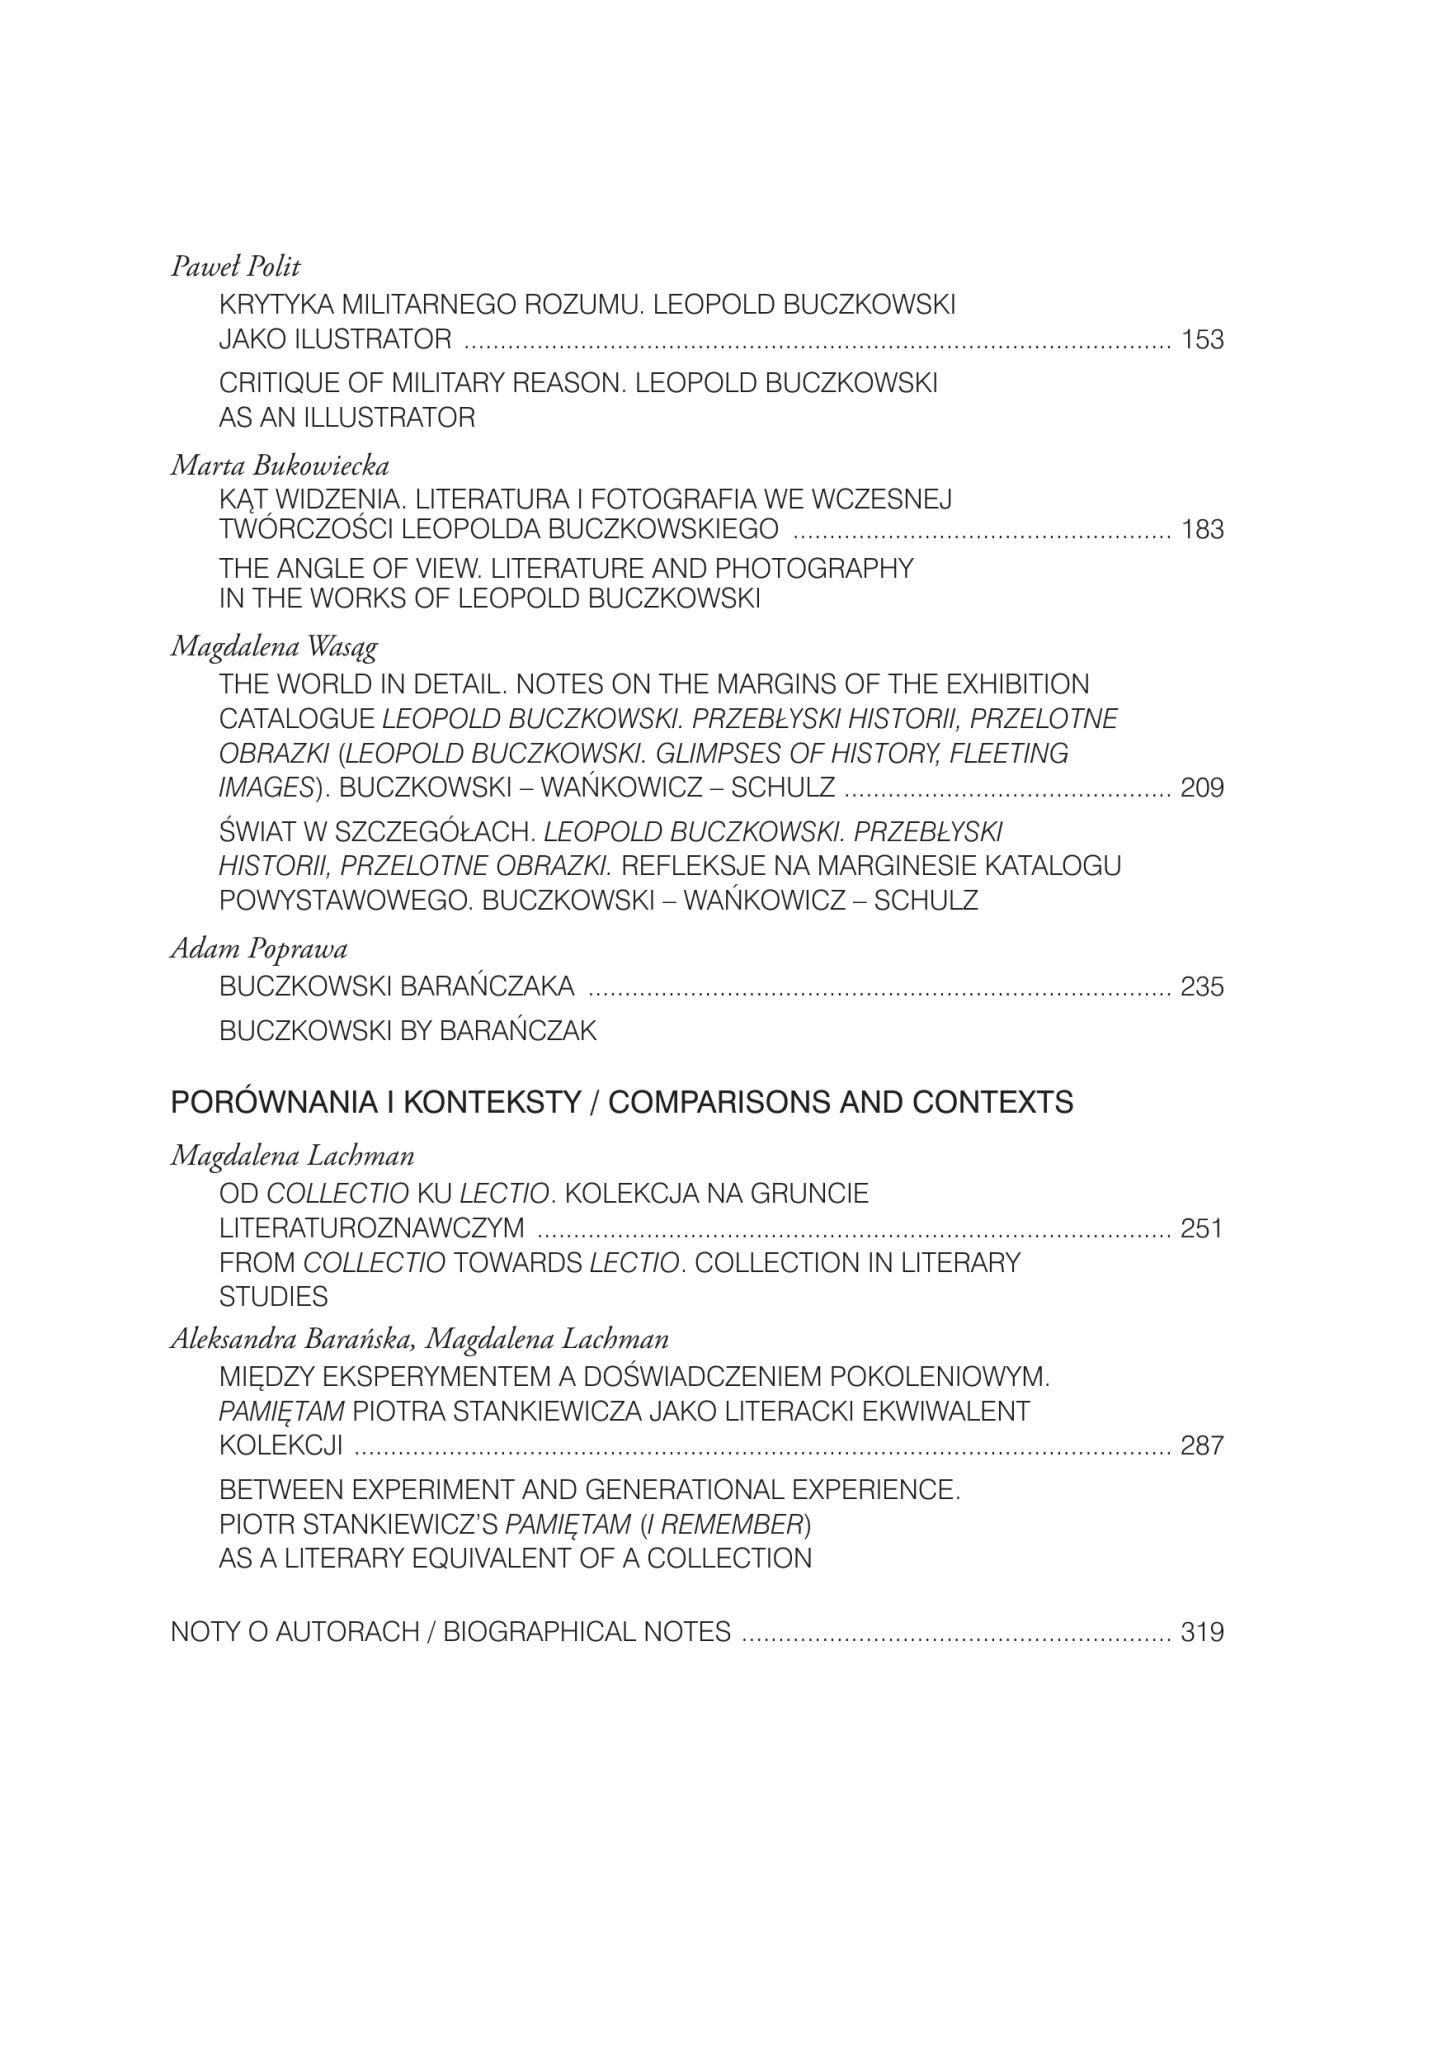 Paweł Polit
KRYTYKA MILITARNEGO ROZUMU. LEOPOLD BUCZKOWSKI
JAKO ILUSTRATOR ........................................ 153
CRITIQUE OF MILITARY REASON. LEOPOLD BUCZKOWSKI
AS AN ILLUSTRATOR
Marta Bukowiecka
KĄT WIDZENIA. LITERATURA I FOTOGRAFIA WE WCZESNEJ
TWÓRCZOŚCI LEOPOLDA BUCZKOWSKIEGO ........................................ 183
THE ANGLE OF VIEW. LITERATURE AND PHOTOGRAPHY
IN THE WORKS OF LEOPOLD BUCZKOWSKI
Magdalena Wasąg
THE WORLD IN DETAIL. NOTES ON THE MARGINS OF THE EXHIBITION
CATALOGUE LEOPOLD BUCZKOWSKI. PRZEBŁYSKI HISTORII, PRZELOTNE
OBRAZKI (LEOPOLD BUCZKOWSKI. GLIMPSES OF HISTORY, FLEETING
IMAGES). BUCZKOWSKI – WAŃKOWICZ – SCHULZ ........................................ 209
ŚWIAT W SZCZEGÓŁACH. LEOPOLD BUCZKOWSKI. PRZEBŁYSKI
HISTORII, PRZELOTNE OBRAZKI. REFLEKSJE NA MARGINESIE KATALOGU
POWYSTAWOWEGO. BUCZKOWSKI – WAŃKOWICZ – SCHULZ
Adam Poprawa
BUCZKOWSKI BARAŃCZAKA ........................................ 235
BUCZKOWSKI BY BARAŃCZAK
PORÓWNANIA I KONTEKSTY / COMPARISONS AND CONTEXTS
Magdalena Lachman
OD COLLECTIO KU LECTIO. KOLEKCJA NA GRUNCIE
LITERATUROZNAWCZYM ........................................ 251
FROM COLLECTIO TOWARDS LECTIO. COLLECTION IN LITERARY
STUDIES
Aleksandra Barańska, Magdalena Lachman
MIĘDZY EKSPERYMENTEM A DOŚWIADCZENIEM POKOLENIOWYM.
PAMIĘTAM PIOTRA STANKIEWICZA JAKO LITERACKI EKWIWALENT
KOLEKCJI ........................................ 287
BETWEEN EXPERIMENT AND GENERATIONAL EXPERIENCE.
PIOTR STANKIEWICZ’S PAMIĘTAM (I REMEMBER)
AS A LITERARY EQUIVALENT OF A COLLECTION
NOTY O AUTORACH / BIOGRAPHICAL NOTES ........................................ 319